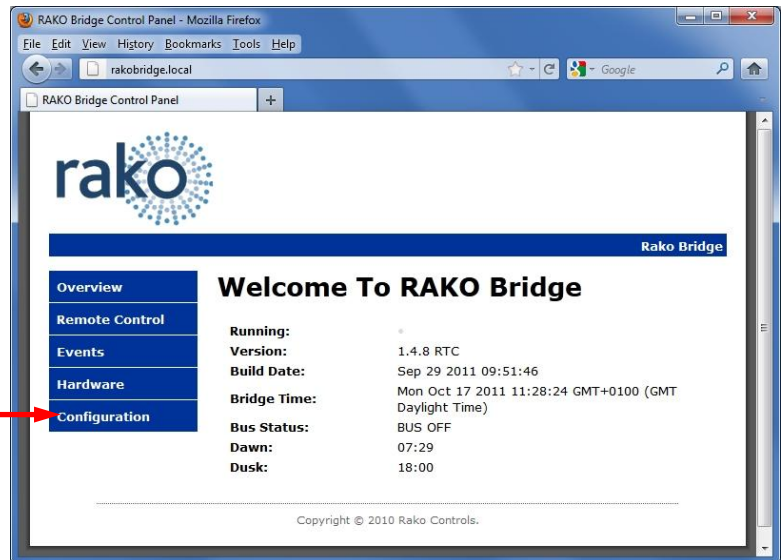 RAKO Bridge Control Panel - Mozilla Firefox
File Edit View History Bookmarks Tools Help
rakobridge.local
Google
RAKO Bridge Control Panel
rako
Rako Bridge
Overview
Remote Control
Events
Hardware
Configuration
Welcome To RAKO Bridge
Running:
Version: 1.4.8 RTC
Build Date: Sep 29 2011 09:51:46
Bridge Time: Mon Oct 17 2011 11:28:24 GMT+0100 (GMT
Daylight Time)
Bus Status: BUS OFF
Dawn: 07:29
Dusk: 18:00
Copyright © 2010 Rako Controls.